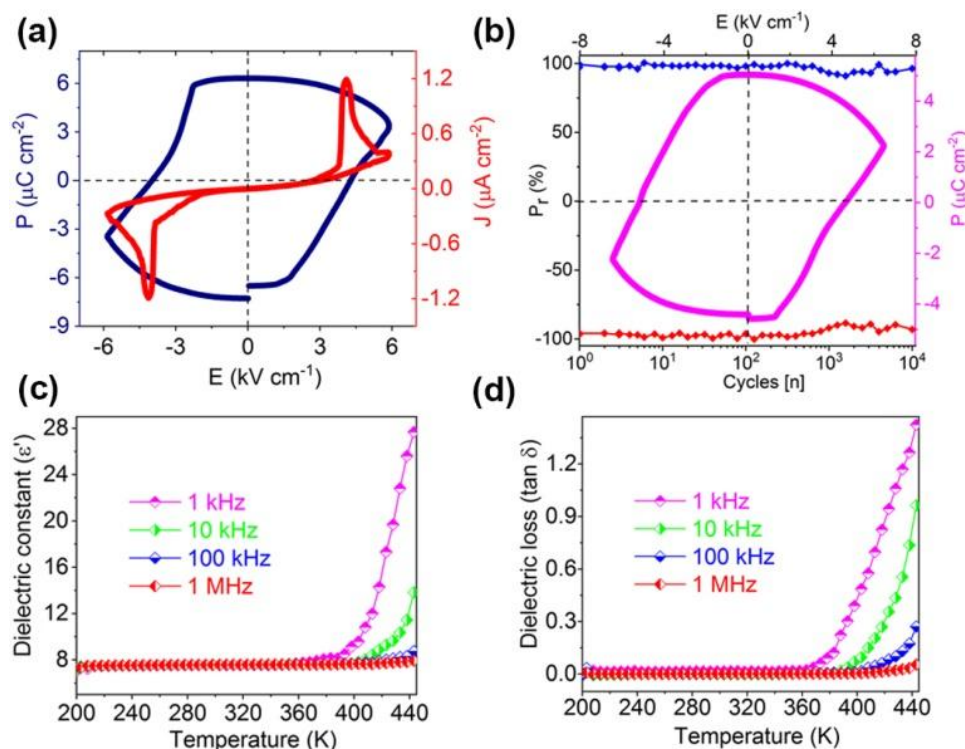 (a)
P (μC cm⁻²)
6
3
0
-3
-6
-9
1.2
0.6
0.0
-0.6
-1.2
J (μA cm⁻²)
-6 -3 0 3 6
E (kV cm⁻¹)
(b)
E (kV cm⁻¹)
-8 -4 0 4 8
Pr (%)
100
50
0
-50
-100
4
2
0
-2
-4
P (μC cm⁻²)
10⁰ 10¹ 10² 10³ 10⁴
Cycles [n]
(c)
Dielectric constant (ε')
28
24
20
16
12
8
4
1 kHz
10 kHz
100 kHz
1 MHz
200 240 280 320 360 400 440
Temperature (K)
(d)
Dielectric loss (tan δ)
1.2
0.9
0.6
0.3
0.0
1 kHz
10 kHz
100 kHz
1 MHz
200 240 280 320 360 400 440
Temperature (K)